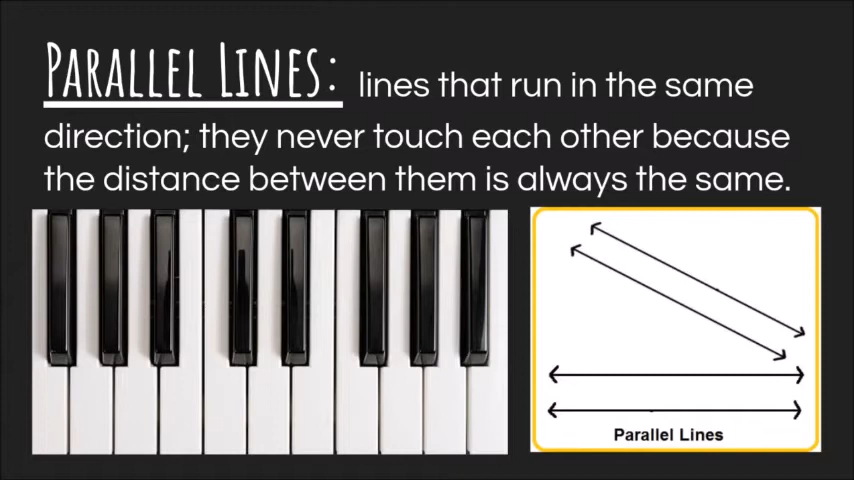 Parallel Lines: lines that run in the same
direction; they never touch each other because
the distance between them is always the same.
Parallel Lines